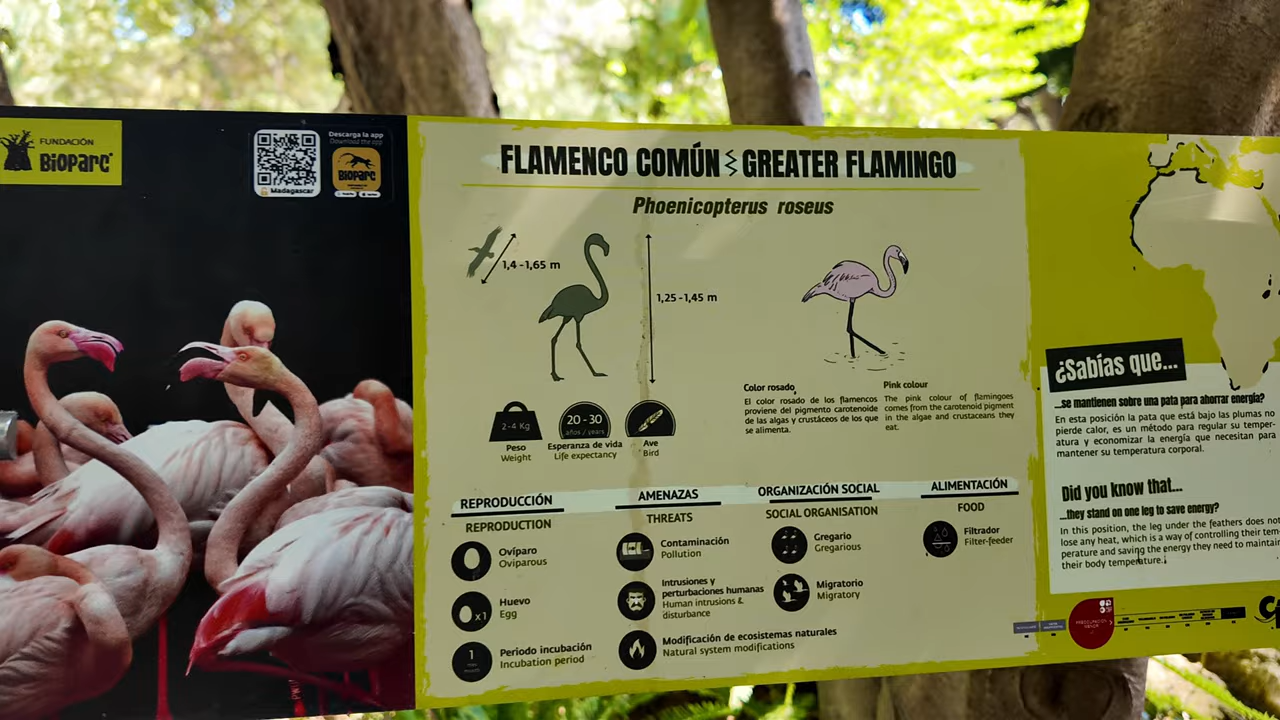 FUNDACIÓN
BIOPARC
Descarga la app
Download the app
BIOPARC
Madagascar
FLAMENCO COMÚN GREATER FLAMINGO
Phoenicopterus roseus
1,4 - 1,65 m
1,25 - 1,45 m
2-4 Kg
Peso
Weight
20 - 30
años / years
Esperanza de vida
Life expectancy
Ave
Bird
Color rosado
El color rosado de los flamencos
proviene del pigmento carotenoide
de las algas y crustáceos de los que
se alimenta.
Pink colour
The pink colour of flamingoes
comes from the carotenoid pigment
in the algae and crustaceans they
eat.
REPRODUCCIÓN
REPRODUCTION
Ovíparo
Oviparous
x1
Huevo
Egg
1
mes
month
Periodo incubación
Incubation period
AMENAZAS
THREATS
Contaminación
Pollution
Intrusiones y
perturbaciones humanas
Human intrusions &
disturbance
Modificación de ecosistemas naturales
Natural system modifications
ORGANIZACIÓN SOCIAL
SOCIAL ORGANISATION
Gregario
Gregarious
Migratorio
Migratory
ALIMENTACIÓN
FOOD
Filtrador
Filter-feeder
¿Sabías que...
...se mantienen sobre una pata para ahorrar energía?
En esta posición la pata que está bajo las plumas no
pierde calor, es un método para regular su temper-
atura y economizar la energía que necesitan para
mantener su temperatura corporal.
Did you know that...
...they stand on one leg to save energy?
In this position, the leg under the feathers does not
lose any heat, which is a way of controlling their tem-
perature and saving the energy they need to maintain
their body temperature.
PREOCUPACIÓN
MENOR